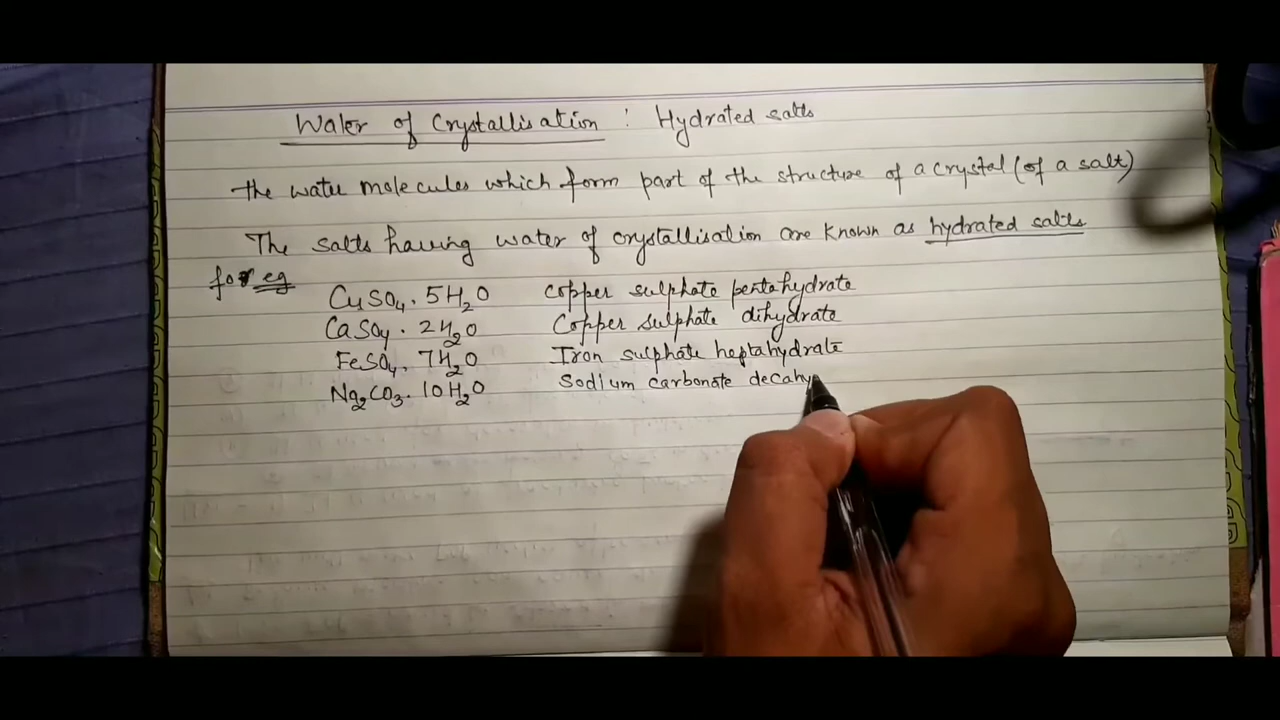 Water of Crystallisation : Hydrated salts
The water molecules which form part of the structure of a crystal (of a salt)
The salts having water of crystallisation are known as hydrated salts
for eg
CuSO4. 5H2O Copper sulphate pentahydrate
CaSO4 . 2H2O Copper sulphate dihydrate
FeSO4. 7H2O Iron sulphate heptahydrate
Na2CO3. 10H2O Sodium carbonate decahy